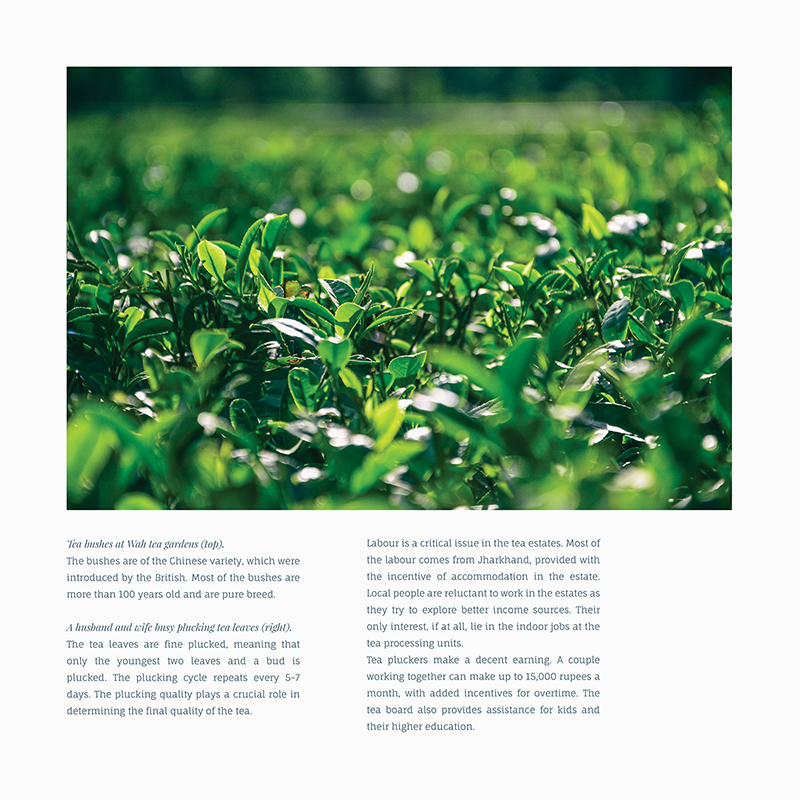 Tea bushes at Wah tea gardens (top).
The bushes are of the Chinese variety, which were
introduced by the British. Most of the bushes are
more than 100 years old and are pure breed.
A husband and wife busy plucking tea leaves (right).
The tea leaves are fine plucked, meaning that
only the youngest two leaves and a bud is
plucked. The plucking cycle repeats every 5-7
days. The plucking quality plays a crucial role in
determining the final quality of the tea.
Labour is a critical issue in the tea estates. Most of
the labour comes from Jharkhand, provided with
the incentive of accommodation in the estate.
Local people are reluctant to work in the estates as
they try to explore better income sources. Their
only interest, if at all, lie in the indoor jobs at the
tea processing units.
Tea pluckers make a decent earning. A couple
working together can make up to 15,000 rupees a
month, with added incentives for overtime. The
tea board also provides assistance for kids and
their higher education.